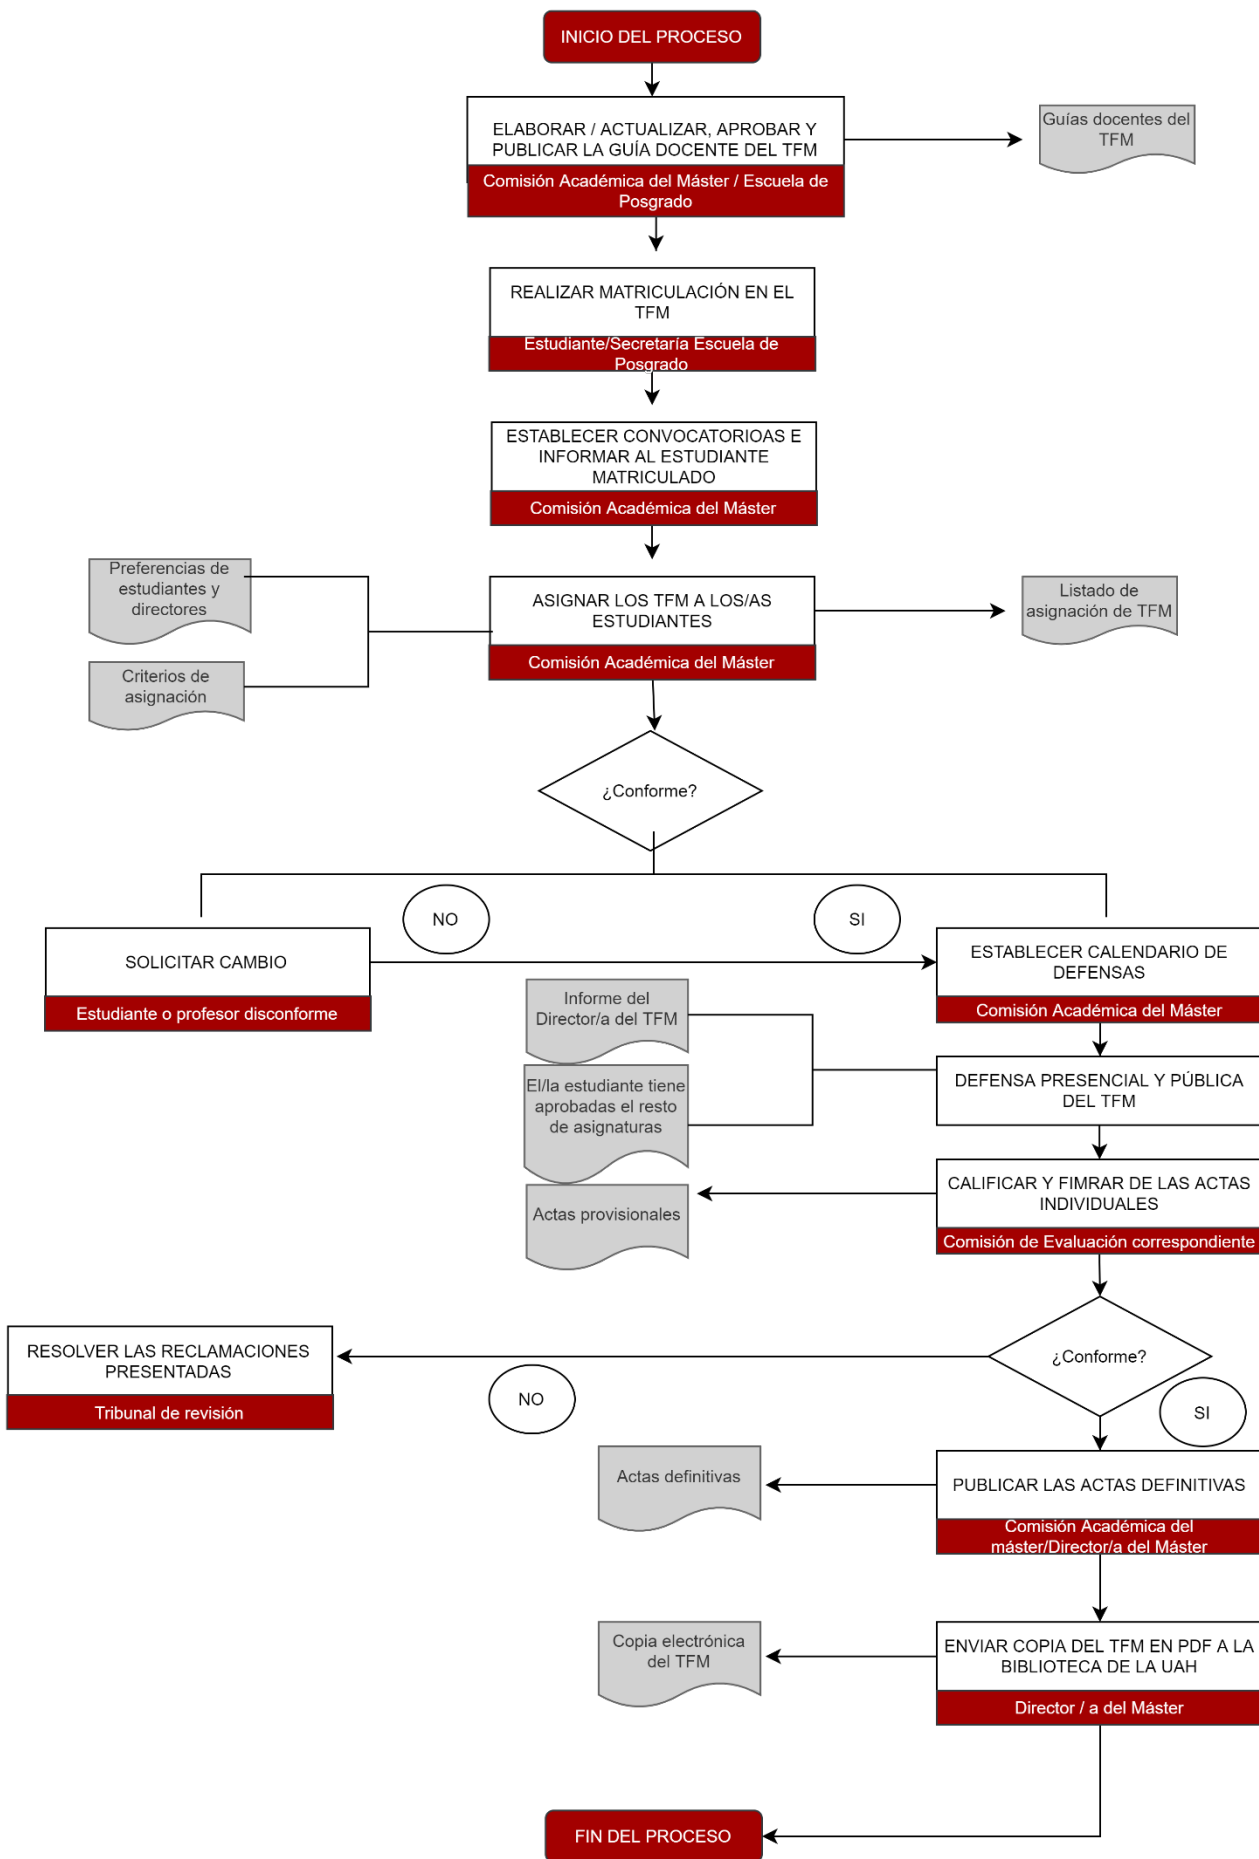 INICIO DEL PROCESO
ELABORAR / ACTUALIZAR, APROBAR Y
PUBLICAR LA GUÍA DOCENTE DEL TFM
Comisión Académica del Máster / Escuela de
Posgrado
Guías docentes del
TFM
REALIZAR MATRICULACIÓN EN EL
TFM
Estudiante/Secretaría Escuela de
Posgrado
ESTABLECER CONVOCATORIOAS E
INFORMAR AL ESTUDIANTE
MATRICULADO
Comisión Académica del Máster
Preferencias de
estudiantes y
directores
Criterios de
asignación
ASIGNAR LOS TFM A LOS/AS
ESTUDIANTES
Comisión Académica del Máster
Listado de
asignación de TFM
¿Conforme?
NO
SI
SOLICITAR CAMBIO
Estudiante o profesor disconforme
ESTABLECER CALENDARIO DE
DEFENSAS
Comisión Académica del Máster
Informe del
Director/a del TFM
El/la estudiante tiene
aprobadas el resto
de asignaturas
DEFENSA PRESENCIAL Y PÚBLICA
DEL TFM
Actas provisionales
CALIFICAR Y FIMRAR DE LAS ACTAS
INDIVIDUALES
Comisión de Evaluación correspondiente
¿Conforme?
RESOLVER LAS RECLAMACIONES
PRESENTADAS
Tribunal de revisión
NO
SI
Actas definitivas
PUBLICAR LAS ACTAS DEFINITIVAS
Comisión Académica del
máster/Director/a del Máster
Copia electrónica
del TFM
ENVIAR COPIA DEL TFM EN PDF A LA
BIBLIOTECA DE LA UAH
Director / a del Máster
FIN DEL PROCESO